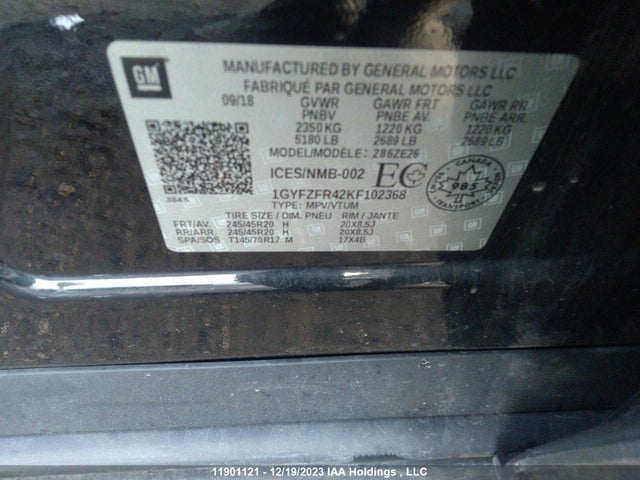 GM
MANUFACTURED BY GENERAL MOTORS LLC
FABRIQUÉ PAR GENERAL MOTORS LLC
09/18 GVWR GAWR FRT GAWR RR
PNBV PNBE AV. PNBE ARR.
2350 KG 1220 KG 1220 KG
5180 LB 2689 LB 2689 LB
MODEL/MODÈLE: 286ZE26
ICES/NMB-002 EC
CANADA
985
384A
1GYFZFR42KF102368
TYPE: MPV/VTUM
TIRE SIZE / DIM. PNEU RIM / JANTE
FRT/AV. 245/45R20 H 20X8.5J
RR/ARR. 245/45R20 H 20X8.5J
SPA/SOS T145/70R17 M 17X4B
11901121 - 12/19/2023 IAA Holdings , LLC